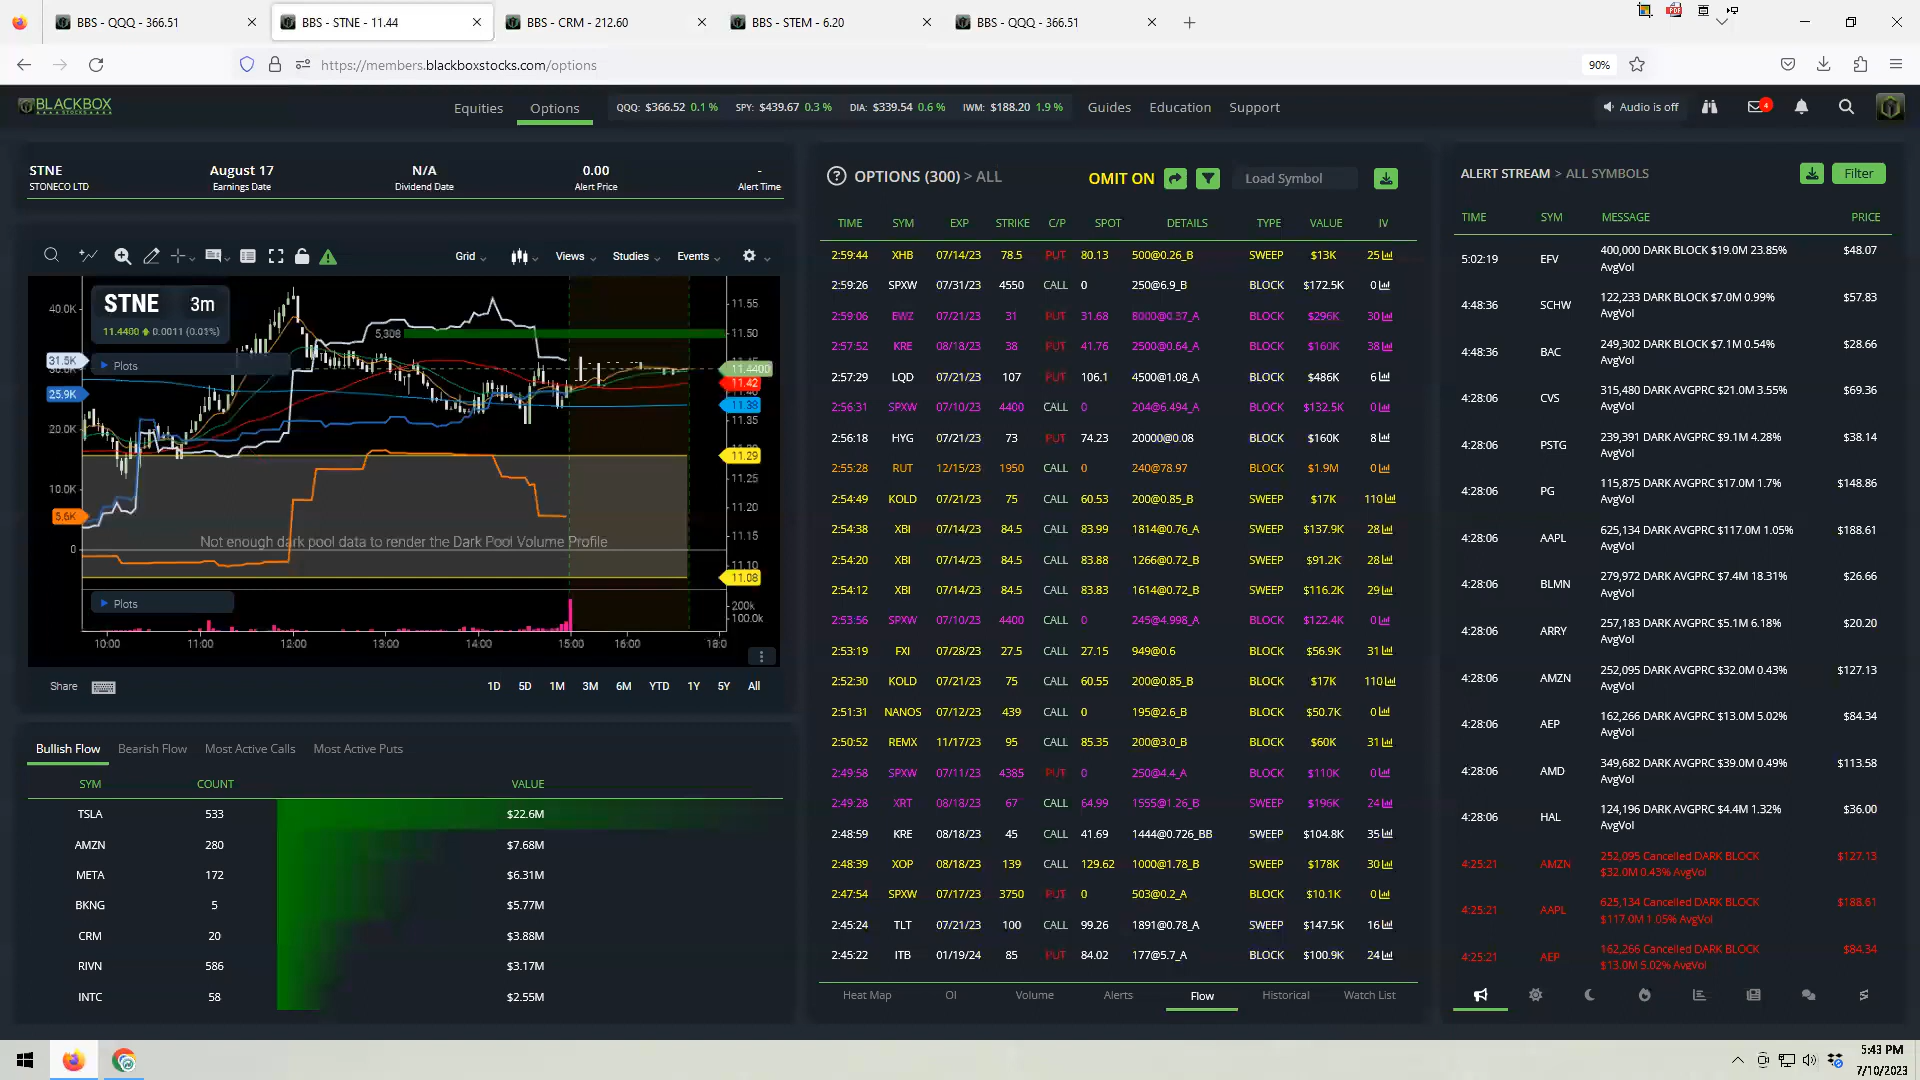 BBS - QQQ - 366.51
BBS - STNE - 11.44
BBS - CRM - 212.60
BBS - STEM - 6.20
BBS - QQQ - 366.51
https://members.blackboxstocks.com/options
90%
BLACKBOX
STOCKS
Equities
Options
QQQ: $366.52 0.1 % SPY: $439.67 0.3 % DIA: $339.54 0.6 % IWM: $188.20 1.9 %
Guides
Education
Support
Audio is off
4
STNE August 17 N/A 0.00 -
STONECO LTD Earnings Date Dividend Date Alert Price Alert Time
Grid Views Studies Events
STNE 3m
11.4400 0.0011 (0.01%)
Plots
5,308
40.0K
31.5K
25.9K
20.0K
10.0K
5.6K
0
11.55
11.50
11.4400
11.42
11.38
11.35
11.29
11.25
11.20
11.15
11.10
11.08
Not enough dark pool data to render the Dark Pool Volume Profile
Plots
200k
100.0k
10:00 11:00 12:00 13:00 14:00 15:00 16:00 18:0
Share
1D 5D 1M 3M 6M YTD 1Y 5Y All
Bullish Flow Bearish Flow Most Active Calls Most Active Puts
SYM COUNT VALUE
TSLA 533 $22.6M
AMZN 280 $7.68M
META 172 $6.31M
BKNG 5 $5.77M
CRM 20 $3.88M
RIVN 586 $3.17M
INTC 58 $2.55M
OPTIONS (300) > ALL
OMIT ON
Load Symbol
TIME SYM EXP STRIKE C/P SPOT DETAILS TYPE VALUE IV
2:59:44 XHB 07/14/23 78.5 PUT 80.13 500@0.26_B SWEEP $13K 25
2:59:26 SPXW 07/31/23 4550 CALL 0 250@6.9_B BLOCK $172.5K 0
2:59:06 EWZ 07/21/23 31 PUT 31.68 8000@0.37_A BLOCK $296K 30
2:57:52 KRE 08/18/23 38 PUT 41.76 2500@0.64_A BLOCK $160K 38
2:57:29 LQD 07/21/23 107 PUT 106.1 4500@1.08_A BLOCK $486K 6
2:56:31 SPXW 07/10/23 4400 CALL 0 204@6.494_A BLOCK $132.5K 0
2:56:18 HYG 07/21/23 73 PUT 74.23 20000@0.08 BLOCK $160K 8
2:55:28 RUT 12/15/23 1950 CALL 0 240@78.97 BLOCK $1.9M 0
2:54:49 KOLD 07/21/23 75 CALL 60.53 200@0.85_B SWEEP $17K 110
2:54:38 XBI 07/14/23 84.5 CALL 83.99 1814@0.76_A SWEEP $137.9K 28
2:54:20 XBI 07/14/23 84.5 CALL 83.88 1266@0.72_B SWEEP $91.2K 28
2:54:12 XBI 07/14/23 84.5 CALL 83.83 1614@0.72_B SWEEP $116.2K 29
2:53:56 SPXW 07/10/23 4400 CALL 0 245@4.998_A BLOCK $122.4K 0
2:53:19 FXI 07/28/23 27.5 CALL 27.15 949@0.6 BLOCK $56.9K 31
2:52:30 KOLD 07/21/23 75 CALL 60.55 200@0.85_B BLOCK $17K 110
2:51:31 NANOS 07/12/23 439 CALL 0 195@2.6_B BLOCK $50.7K 0
2:50:52 REMX 11/17/23 95 CALL 85.35 200@3.0_B BLOCK $60K 31
2:49:58 SPXW 07/11/23 4385 PUT 0 250@4.4_A BLOCK $110K 0
2:49:28 XRT 08/18/23 67 CALL 64.99 1555@1.26_B SWEEP $196K 24
2:48:59 KRE 08/18/23 45 CALL 41.69 1444@0.726_BB SWEEP $104.8K 35
2:48:39 XOP 08/18/23 139 CALL 129.62 1000@1.78_B SWEEP $178K 30
2:47:54 SPXW 07/17/23 3750 PUT 0 503@0.2_A BLOCK $10.1K 0
2:45:24 TLT 07/21/23 100 CALL 99.26 1891@0.78_A SWEEP $147.5K 16
2:45:22 ITB 01/19/24 85 PUT 84.02 177@5.7_A BLOCK $100.9K 24
Heat Map OI Volume Alerts Flow Historical Watch List
ALERT STREAM > ALL SYMBOLS
Filter
TIME SYM MESSAGE PRICE
5:02:19 EFV 400,000 DARK BLOCK $19.0M 23.85% $48.07
AvgVol
4:48:36 SCHW 122,233 DARK BLOCK $7.0M 0.99% $57.83
AvgVol
4:48:36 BAC 249,302 DARK BLOCK $7.1M 0.54% $28.66
AvgVol
4:28:06 CVS 315,480 DARK AVGPRC $21.0M 3.55% $69.36
AvgVol
4:28:06 PSTG 239,391 DARK AVGPRC $9.1M 4.28% $38.14
AvgVol
4:28:06 PG 115,875 DARK AVGPRC $17.0M 1.7% $148.86
AvgVol
4:28:06 AAPL 625,134 DARK AVGPRC $117.0M 1.05% $188.61
AvgVol
4:28:06 BLMN 279,972 DARK AVGPRC $7.4M 18.31% $26.66
AvgVol
4:28:06 ARRY 257,183 DARK AVGPRC $5.1M 6.18% $20.20
AvgVol
4:28:06 AMZN 252,095 DARK AVGPRC $32.0M 0.43% $127.13
AvgVol
4:28:06 AEP 162,266 DARK AVGPRC $13.0M 5.02% $84.34
AvgVol
4:28:06 AMD 349,682 DARK AVGPRC $39.0M 0.49% $113.58
AvgVol
4:28:06 HAL 124,196 DARK AVGPRC $4.4M 1.32% $36.00
AvgVol
4:25:21 AMZN 252,095 Cancelled DARK BLOCK $127.13
$32.0M 0.43% AvgVol
4:25:21 AAPL 625,134 Cancelled DARK BLOCK $188.61
$117.0M 1.05% AvgVol
4:25:21 AEP 162,266 Cancelled DARK BLOCK $84.34
$13.0M 5.02% AvgVol
5:43 PM
7/10/2023